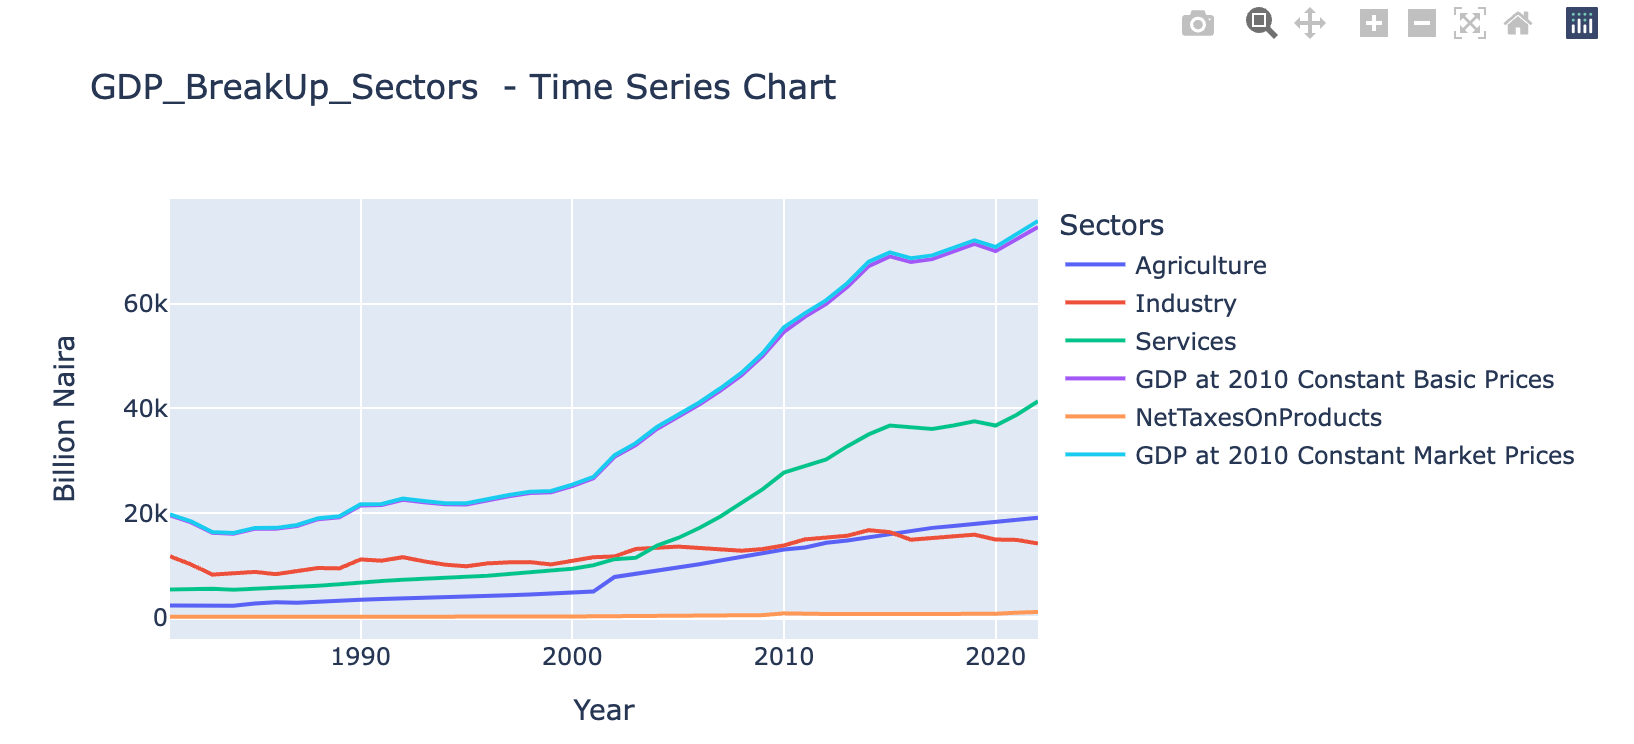 GDP_BreakUp_Sectors  - Time Series Chart
Sectors
Agriculture
Industry
Services
GDP at 2010 Constant Basic Prices
NetTaxesOnProducts
GDP at 2010 Constant Market Prices
Billion Naira
60k
40k
20k
0
1990
2000
2010
2020
Year